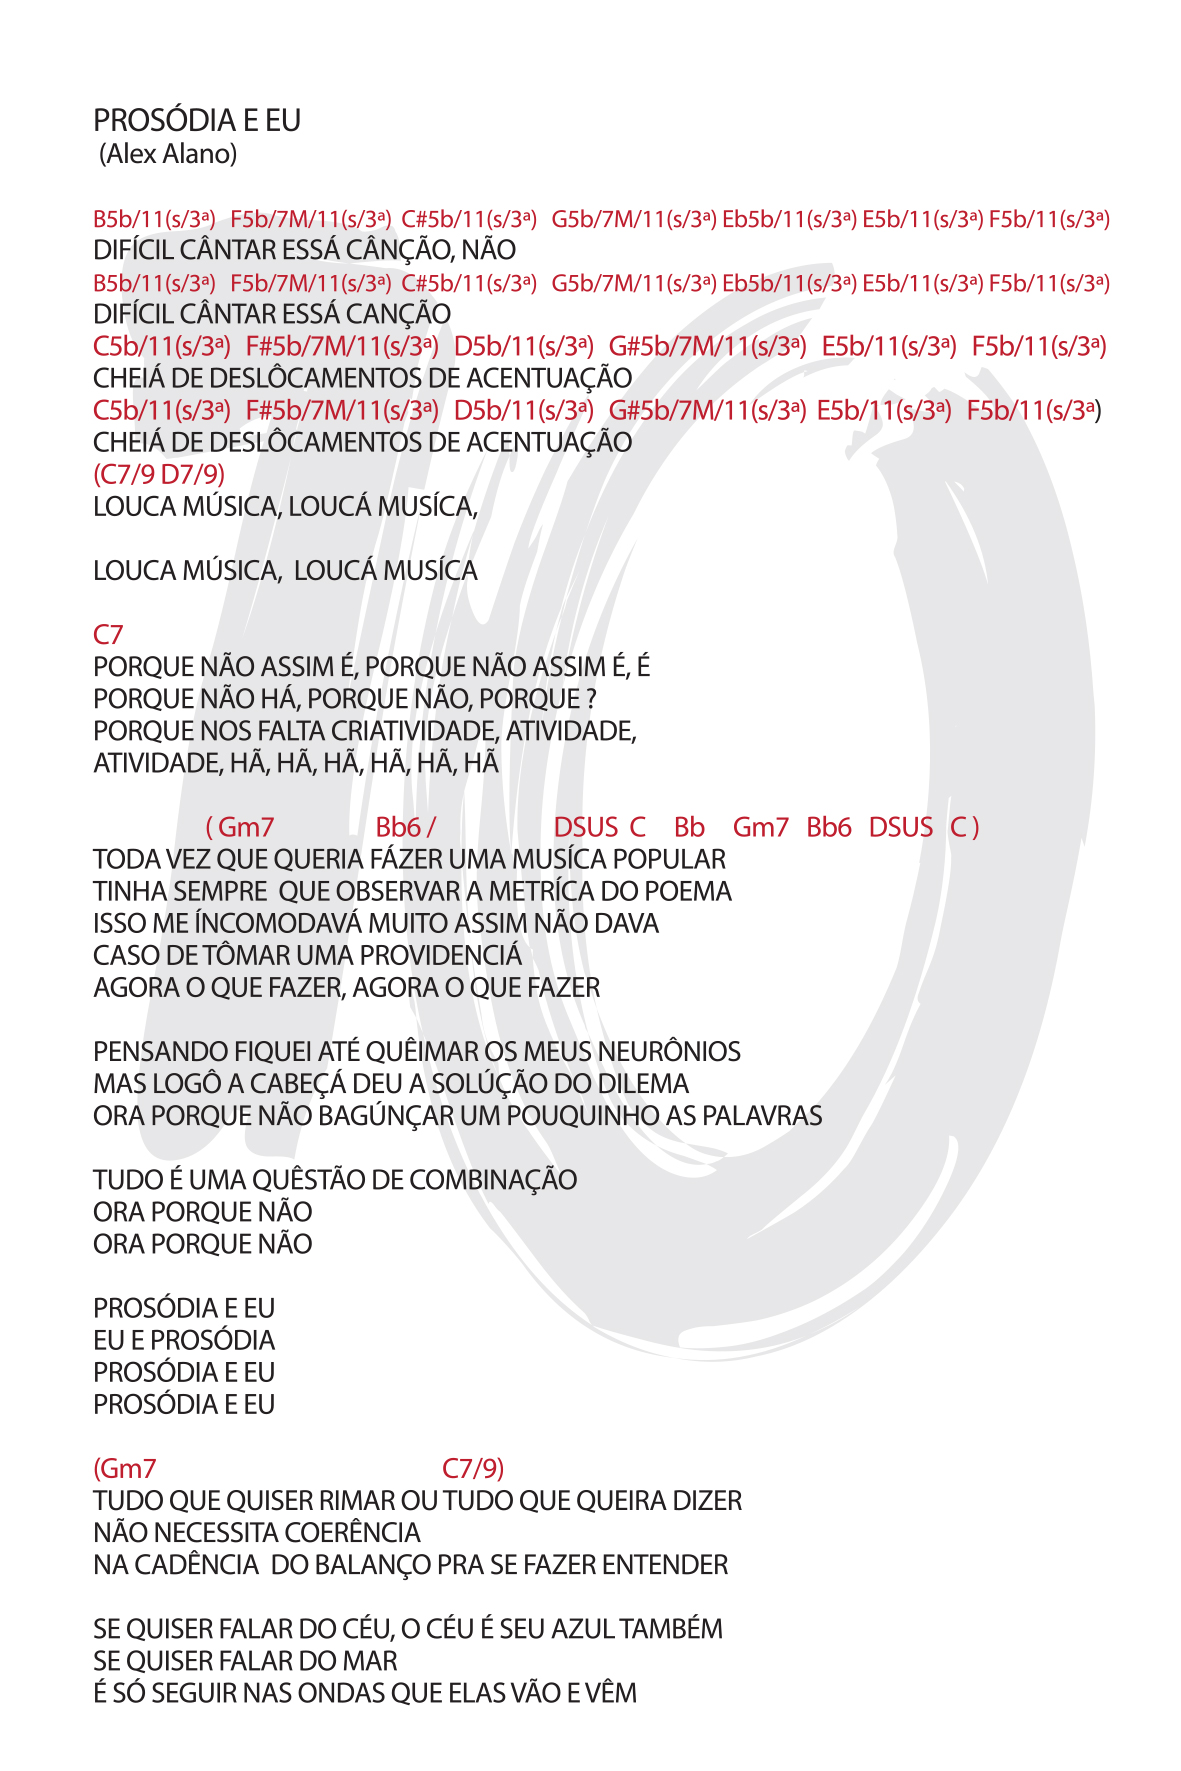 PROSÓDIA E EU
(Alex Alano)
B5b/11(s/3ª) F5b/7M/11(s/3ª) C#5b/11(s/3ª) G5b/7M/11(s/3ª) Eb5b/11(s/3ª) E5b/11(s/3ª) F5b/11(s/3ª)
DIFÍCIL CÂNTAR ESSÁ CÂNÇÃO, NÃO
B5b/11(s/3ª) F5b/7M/11(s/3ª) C#5b/11(s/3ª) G5b/7M/11(s/3ª) Eb5b/11(s/3ª) E5b/11(s/3ª) F5b/11(s/3ª)
DIFÍCIL CÂNTAR ESSÁ CANÇÃO
C5b/11(s/3ª) F#5b/7M/11(s/3ª) D5b/11(s/3ª) G#5b/7M/11(s/3ª) E5b/11(s/3ª) F5b/11(s/3ª)
CHEIÁ DE DESLÔCAMENTOS DE ACENTUAÇÃO
C5b/11(s/3ª) F#5b/7M/11(s/3ª) D5b/11(s/3ª) G#5b/7M/11(s/3ª) E5b/11(s/3ª) F5b/11(s/3ª)
CHEIÁ DE DESLÔCAMENTOS DE ACENTUAÇÃO
(C7/9 D7/9)
LOUCA MÚSICA, LOUCÁ MUSÍCA,
LOUCA MÚSICA, LOUCÁ MUSÍCA
C7
PORQUE NÃO ASSIM É, PORQUE NÃO ASSIM É, É
PORQUE NÃO HÁ, PORQUE NÃO, PORQUE ?
PORQUE NOS FALTA CRIATIVIDADE, ATIVIDADE,
ATIVIDADE, HÃ, HÃ, HÃ, HÃ, HÃ, HÃ
( Gm7 Bb6 / DSUS C Bb Gm7 Bb6 DSUS C )
TODA VEZ QUE QUERIA FÁZER UMA MUSÍCA POPULAR
TINHA SEMPRE QUE OBSERVAR A METRÍCA DO POEMA
ISSO ME ÍNCOMODAVÁ MUITO ASSIM NÃO DAVA
CASO DE TÔMAR UMA PROVIDENCIÁ
AGORA O QUE FAZER, AGORA O QUE FAZER
PENSANDO FIQUEI ATÉ QUÊIMAR OS MEUS NEURÔNIOS
MAS LOGÔ A CABEÇÁ DEU A SOLÚÇÃO DO DILEMA
ORA PORQUE NÃO BAGÚNÇAR UM POUQUINHO AS PALAVRAS
TUDO É UMA QUÊSTÃO DE COMBINAÇÃO
ORA PORQUE NÃO
ORA PORQUE NÃO
PROSÓDIA E EU
EU E PROSÓDIA
PROSÓDIA E EU
PROSÓDIA E EU
(Gm7 C7/9)
TUDO QUE QUISER RIMAR OU TUDO QUE QUEIRA DIZER
NÃO NECESSITA COERÊNCIA
NA CADÊNCIA DO BALANÇO PRA SE FAZER ENTENDER
SE QUISER FALAR DO CÉU, O CÉU É SEU AZUL TAMBÉM
SE QUISER FALAR DO MAR
É SÓ SEGUIR NAS ONDAS QUE ELAS VÃO E VÊM